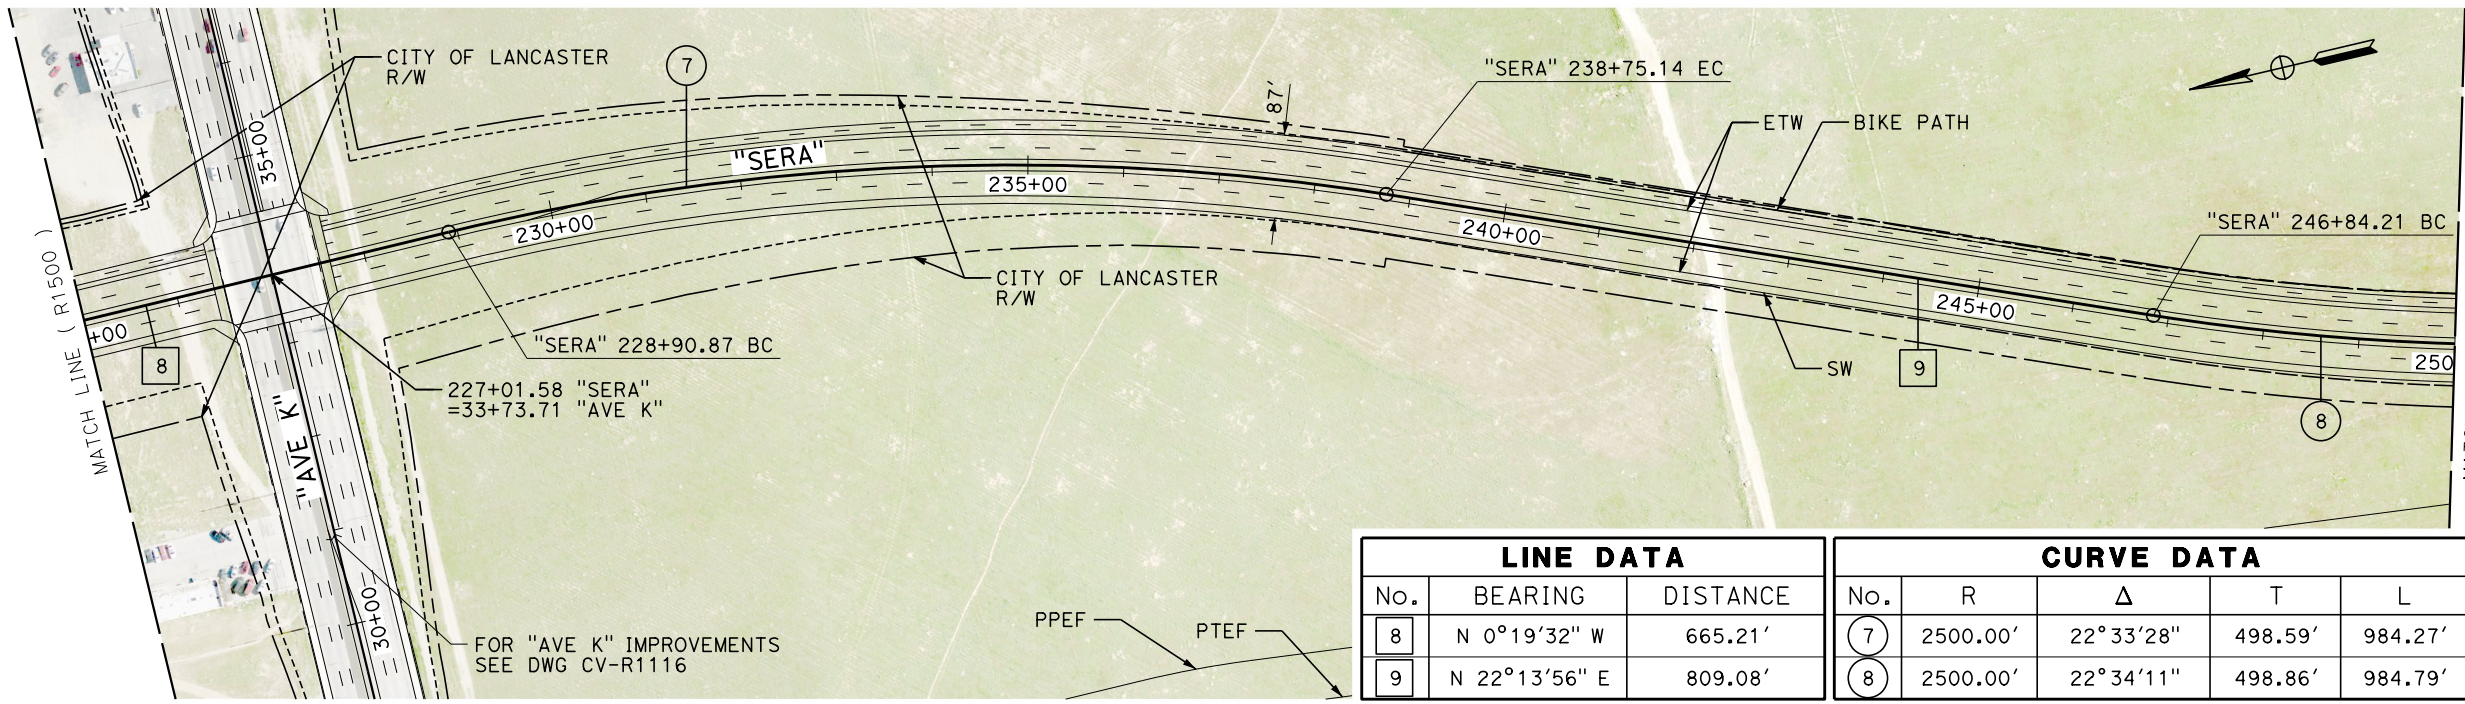 CITY OF LANCASTER
R/W
7
"SERA" 238+75.14 EC
87'
ETW
BIKE PATH
35+00
"SERA"
235+00
230+00
240+00
"SERA" 246+84.21 BC
CITY OF LANCASTER
R/W
245+00
MATCH LINE (R1500)
+00
8
"SERA" 228+90.87 BC
250
SW
9
8
227+01.58 "SERA"
=33+73.71 "AVE K"
"AVE K"
30+00
FOR "AVE K" IMPROVEMENTS
SEE DWG CV-R1116
PPEF
PTEF
LINE DATA
No. BEARING DISTANCE
8 N 0°19'32" W 665.21'
9 N 22°13'56" E 809.08'
CURVE DATA
No. R Δ T L
7 2500.00' 22°33'28" 498.59' 984.27'
8 2500.00' 22°34'11" 498.86' 984.79'